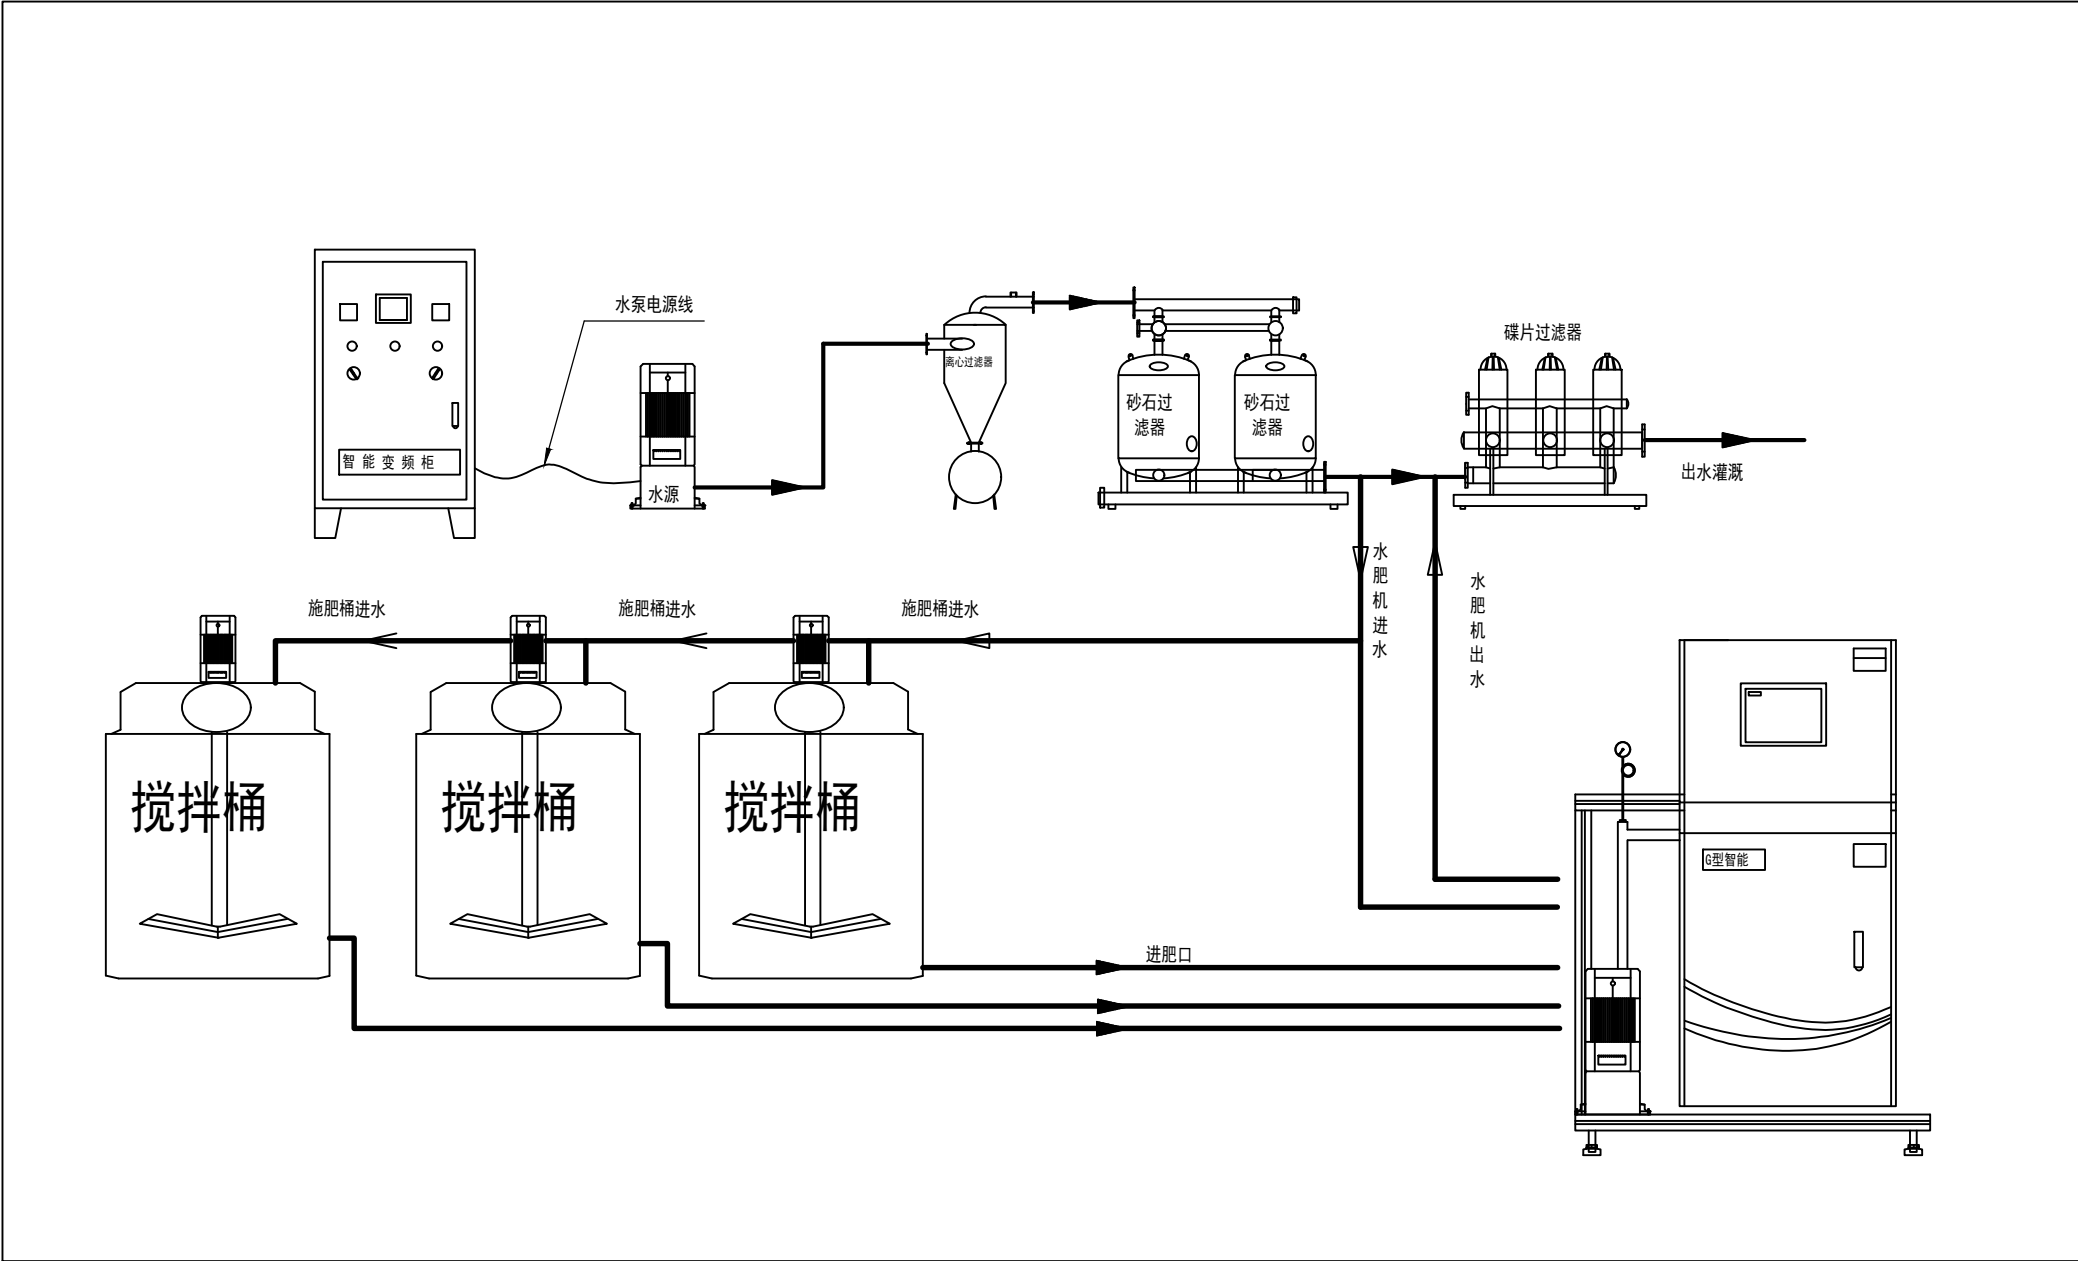 水泵电源线
碟片过滤器
离心过滤器
砂石过
滤器
砂石过
滤器
智能变频柜
水源
出水灌溉
施肥桶进水
施肥桶进水
施肥桶进水
水肥机进水
水肥机出水
搅拌桶
搅拌桶
搅拌桶
G型智能
进肥口